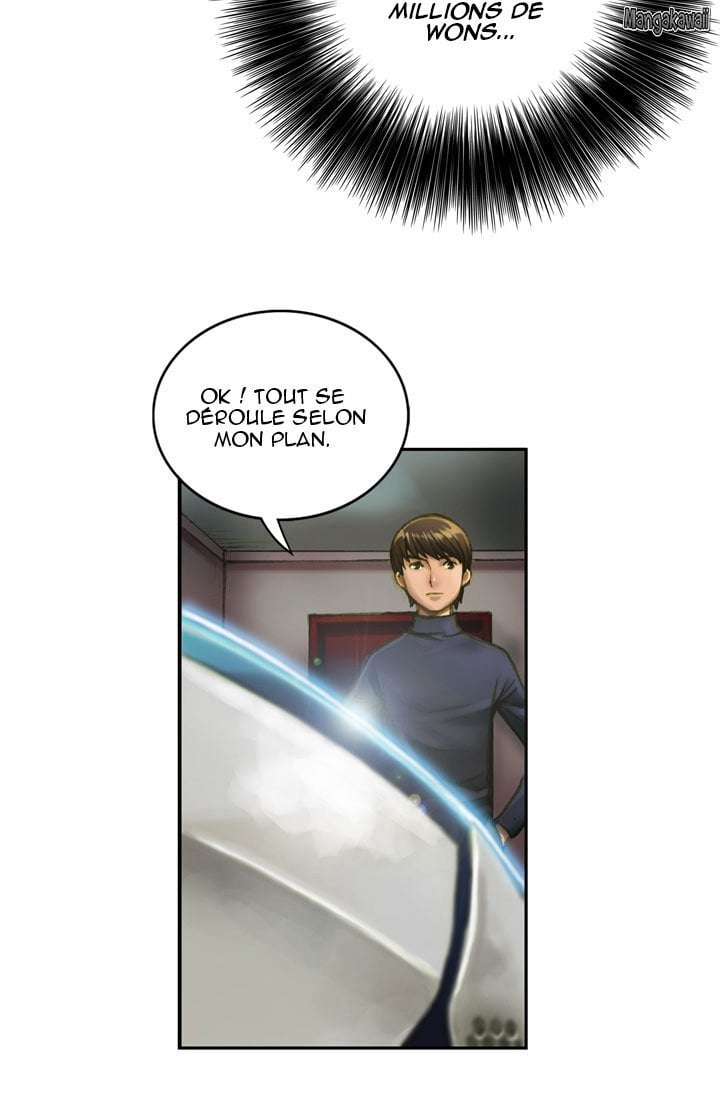 MILLIONS DE
WONS...
Mangakawaii
OK ! TOUT SE
DÉROULE SELON
MON PLAN.